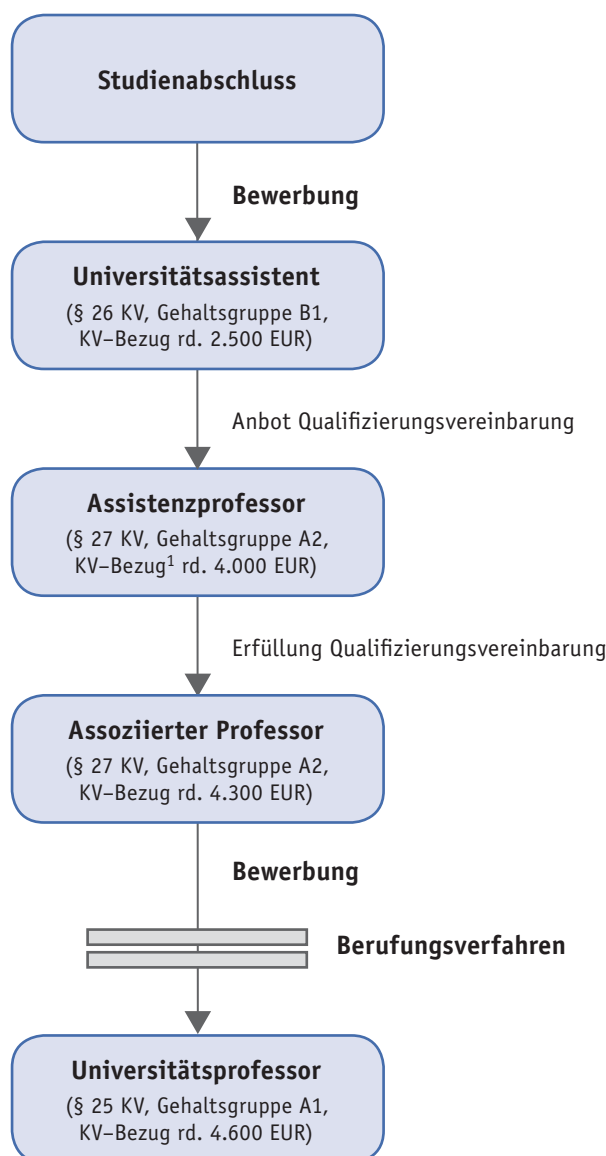 Studienabschluss
Bewerbung
Universitätsassistent
(§ 26 KV, Gehaltsgruppe B1,
KV–Bezug rd. 2.500 EUR)
Anbot Qualifizierungsvereinbarung
Assistenzprofessor
(§ 27 KV, Gehaltsgruppe A2,
KV–Bezug¹ rd. 4.000 EUR)
Erfüllung Qualifizierungsvereinbarung
Assoziierter Professor
(§ 27 KV, Gehaltsgruppe A2,
KV–Bezug rd. 4.300 EUR)
Bewerbung
Berufungsverfahren
Universitätsprofessor
(§ 25 KV, Gehaltsgruppe A1,
KV–Bezug rd. 4.600 EUR)